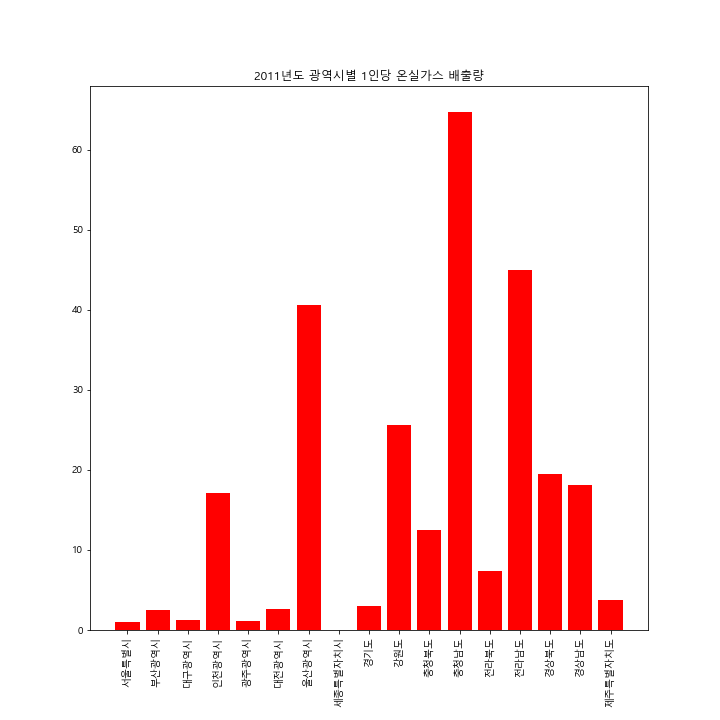 2011년도 광역시별 1인당 온실가스 배출량
60
50
40
30
20
10
0
서울특별시
부산광역시
대구광역시
인천광역시
광주광역시
대전광역시
울산광역시
세종특별자치시
경기도
강원도
충청북도
충청남도
전라북도
전라남도
경상북도
경상남도
제주특별자치도